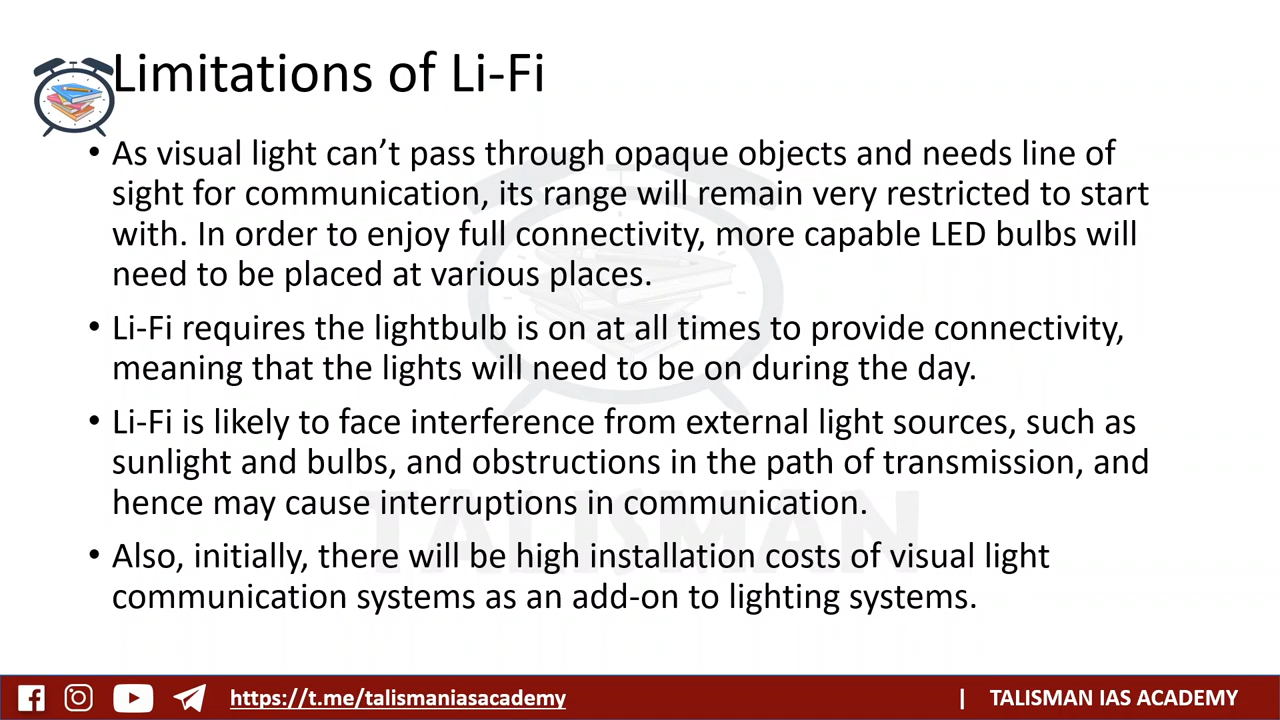 Limitations of Li-Fi
• As visual light can’t pass through opaque objects and needs line of
sight for communication, its range will remain very restricted to start
with. In order to enjoy full connectivity, more capable LED bulbs will
need to be placed at various places.
• Li-Fi requires the lightbulb is on at all times to provide connectivity,
meaning that the lights will need to be on during the day.
• Li-Fi is likely to face interference from external light sources, such as
sunlight and bulbs, and obstructions in the path of transmission, and
hence may cause interruptions in communication.
TALISMAN
• Also, initially, there will be high installation costs of visual light
communication systems as an add-on to lighting systems.
https://t.me/talismaniasacademy
| TALISMAN IAS ACADEMY